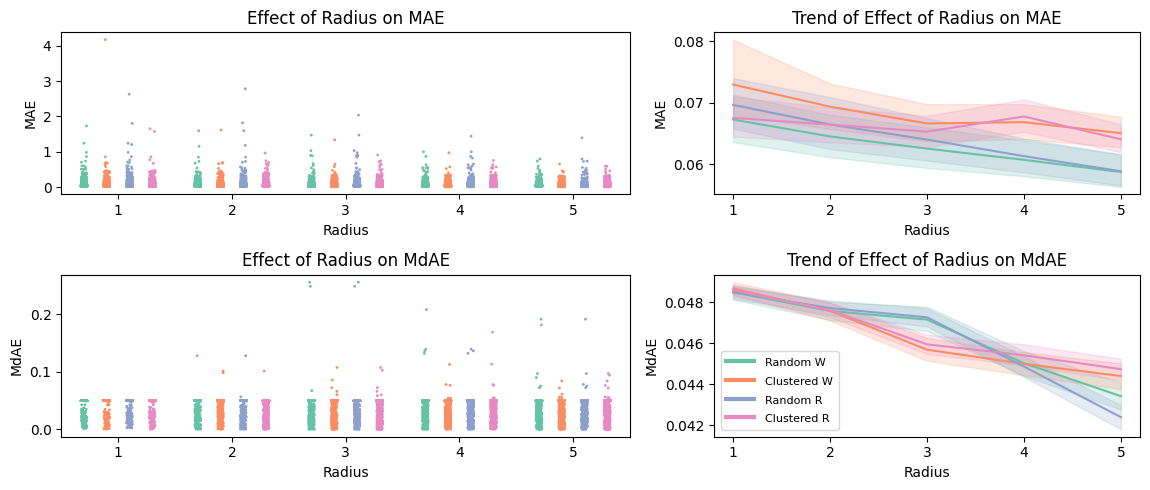 Effect of Radius on MAE
MAE
4
3
2
1
0
1 2 3 4 5
Radius
Trend of Effect of Radius on MAE
MAE
0.08
0.07
0.06
1 2 3 4 5
Radius
Effect of Radius on MdAE
MdAE
0.2
0.1
0.0
1 2 3 4 5
Radius
Trend of Effect of Radius on MdAE
MdAE
0.048
0.046
0.044
0.042
Random W
Clustered W
Random R
Clustered R
1 2 3 4 5
Radius